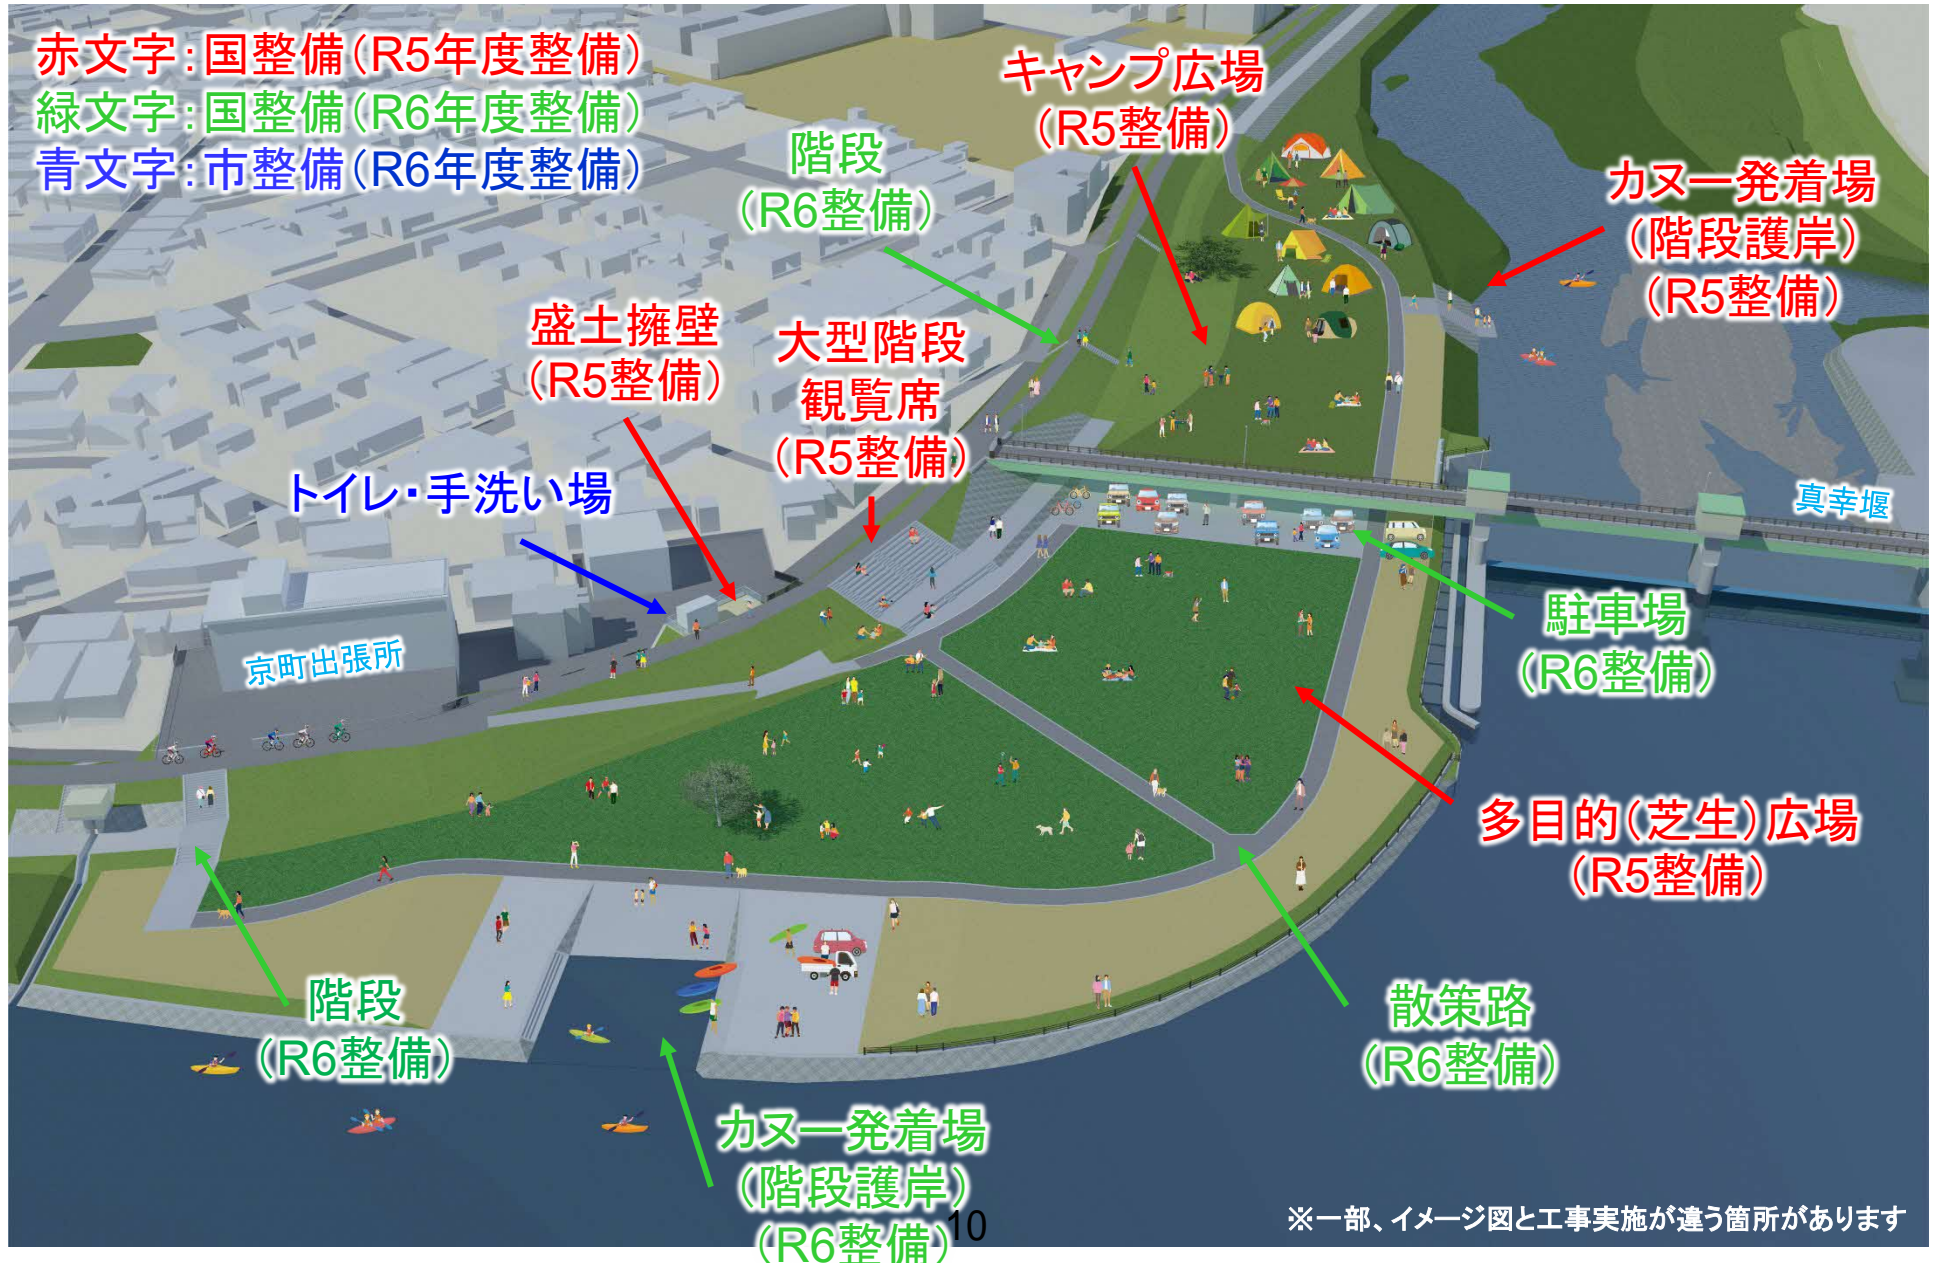 赤文字：国整備（R5年度整備）
緑文字：国整備（R6年度整備）
青文字：市整備（R6年度整備）
キャンプ広場
（R5整備）
階段
（R6整備）
カヌー発着場
（階段護岸）
（R5整備）
盛土擁壁
（R5整備）
大型階段
観覧席
（R5整備）
トイレ・手洗い場
真幸堰
京町出張所
駐車場
（R6整備）
多目的（芝生）広場
（R5整備）
階段
（R6整備）
散策路
（R6整備）
カヌー発着場
（階段護岸）
（R6整備）
10
※一部、イメージ図と工事実施が違う箇所があります